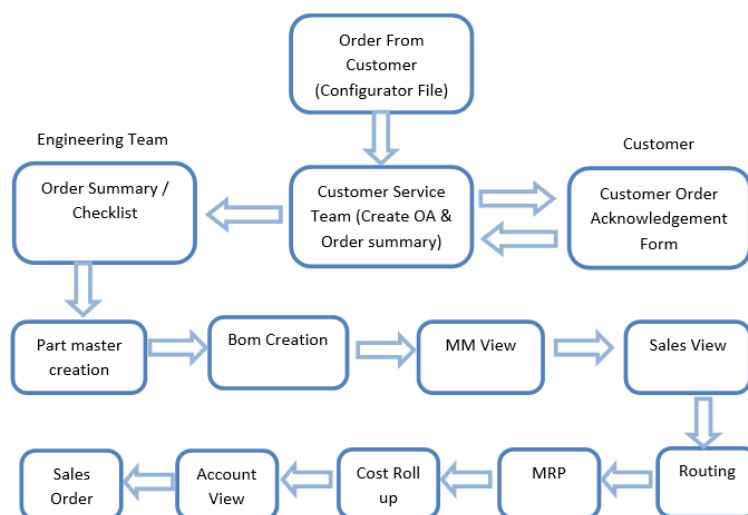 Order From
Customer
(Configurator File)
Engineering Team
Customer
Order Summary /
Checklist
Customer Service
Team (Create OA &
Order summary)
Customer Order
Acknowledgement
Form
Part master
creation
Bom Creation
MM View
Sales View
Sales
Order
Account
View
Cost Roll
up
MRP
Routing